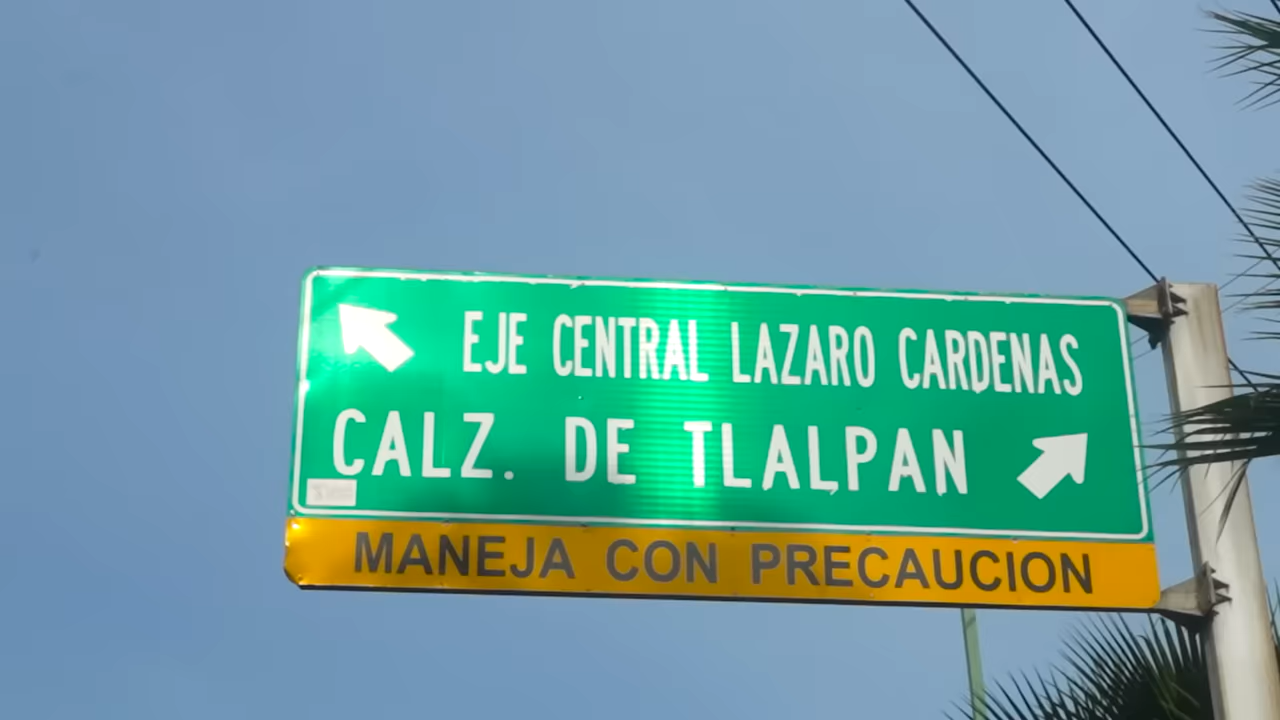 EJE CENTRAL LAZARO CARDENAS
CALZ. DE TLALPAN
MANEJA CON PRECAUCION